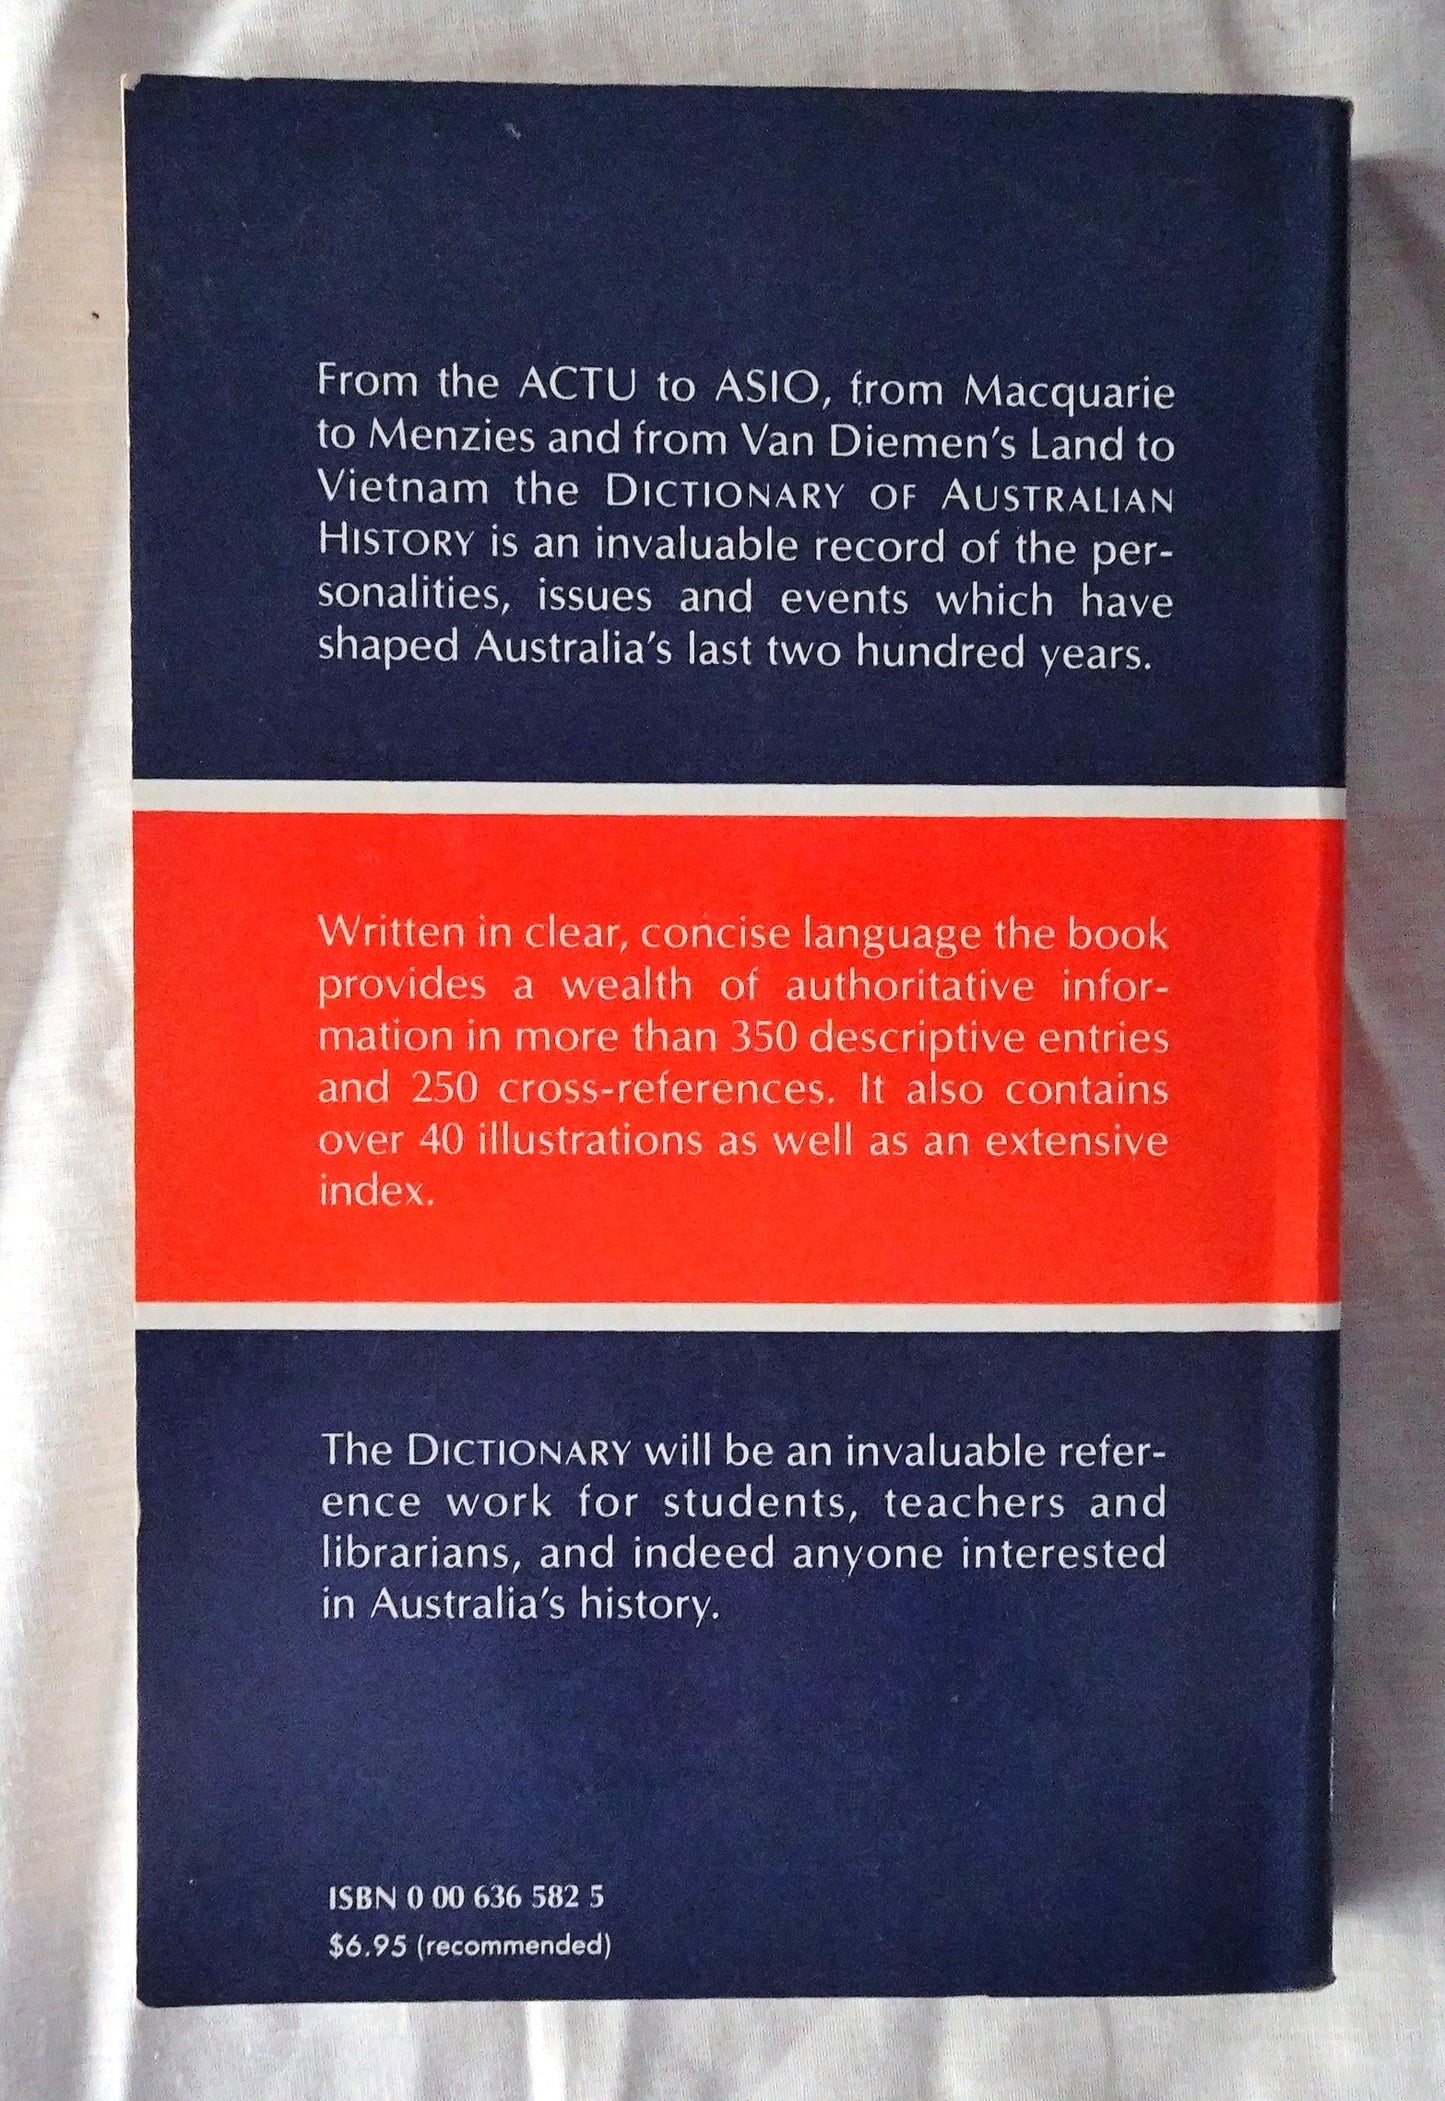 From the ACTU to ASIO, from Macquarie
to Menzies and from Van Diemen's Land to
Vietnam the DICTIONARY OF AUSTRALIAN
HISTORY is an invaluable record of the per-
sonalities, issues and events which have
shaped Australia's last two hundred years.
Written in clear, concise language the book
provides a wealth of authoritative infor-
mation in more than 350 descriptive entries
and 250 cross-references. It also contains
over 40 illustrations as well as an extensive
index.
The DICTIONARY will be an invaluable refer-
ence work for students, teachers and
librarians, and indeed anyone interested
in Australia's history.
ISBN 0 00 636 582 5
$6.95 (recommended)